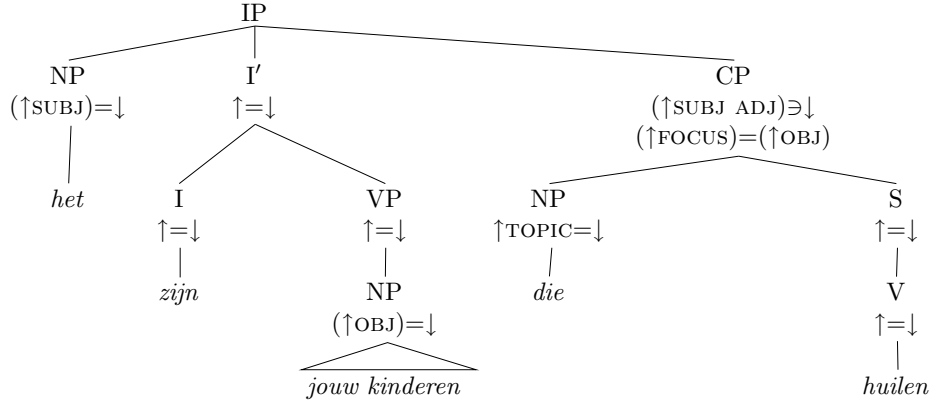 IP
NP I′ CP
(↑SUBJ)=↓ ↑=↓ (↑SUBJ ADJ)∋↓
(↑FOCUS)=(↑OBJ)
het I VP NP S
↑=↓ ↑=↓ ↑TOPIC=↓ ↑=↓
zijn NP die V
(↑OBJ)=↓ ↑=↓
jouw kinderen huilen